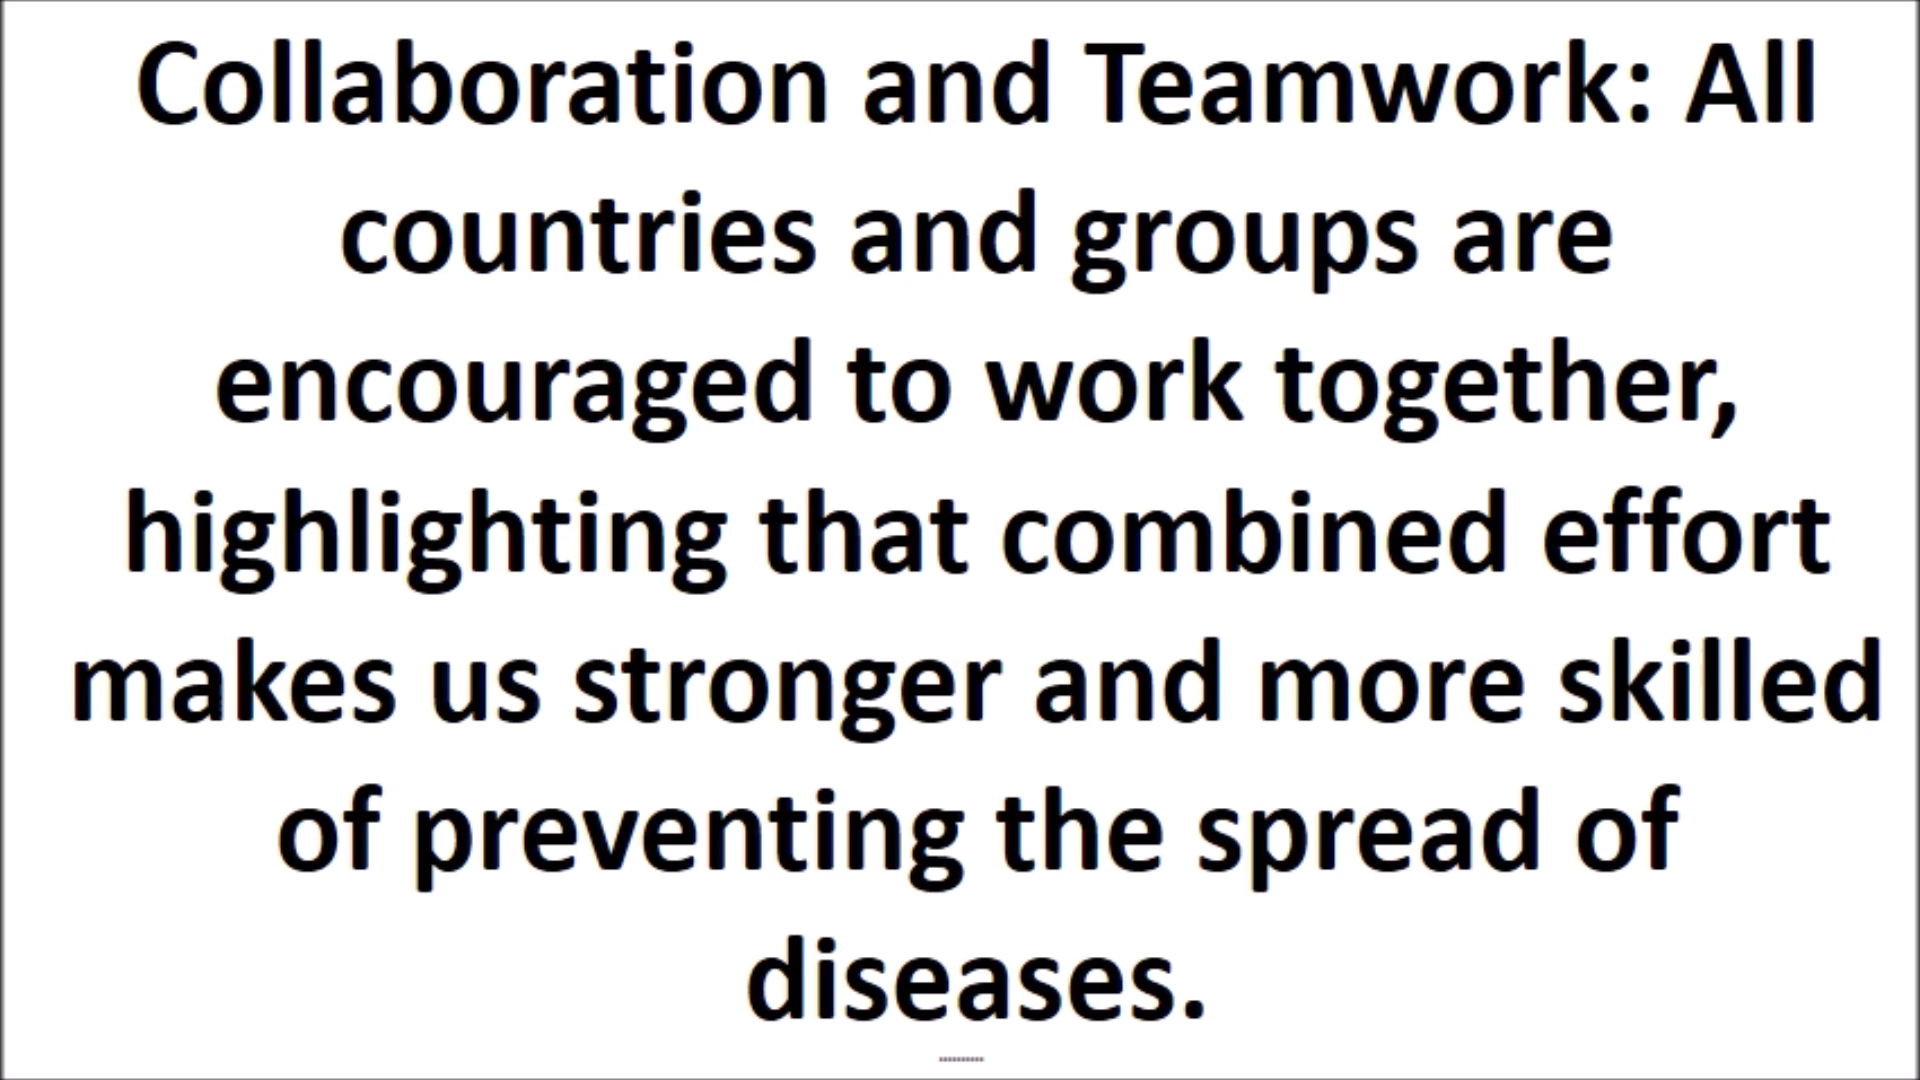 Collaboration and Teamwork: All
countries and groups are
encouraged to work together,
highlighting that combined effort
makes us stronger and more skilled
of preventing the spread of
diseases.